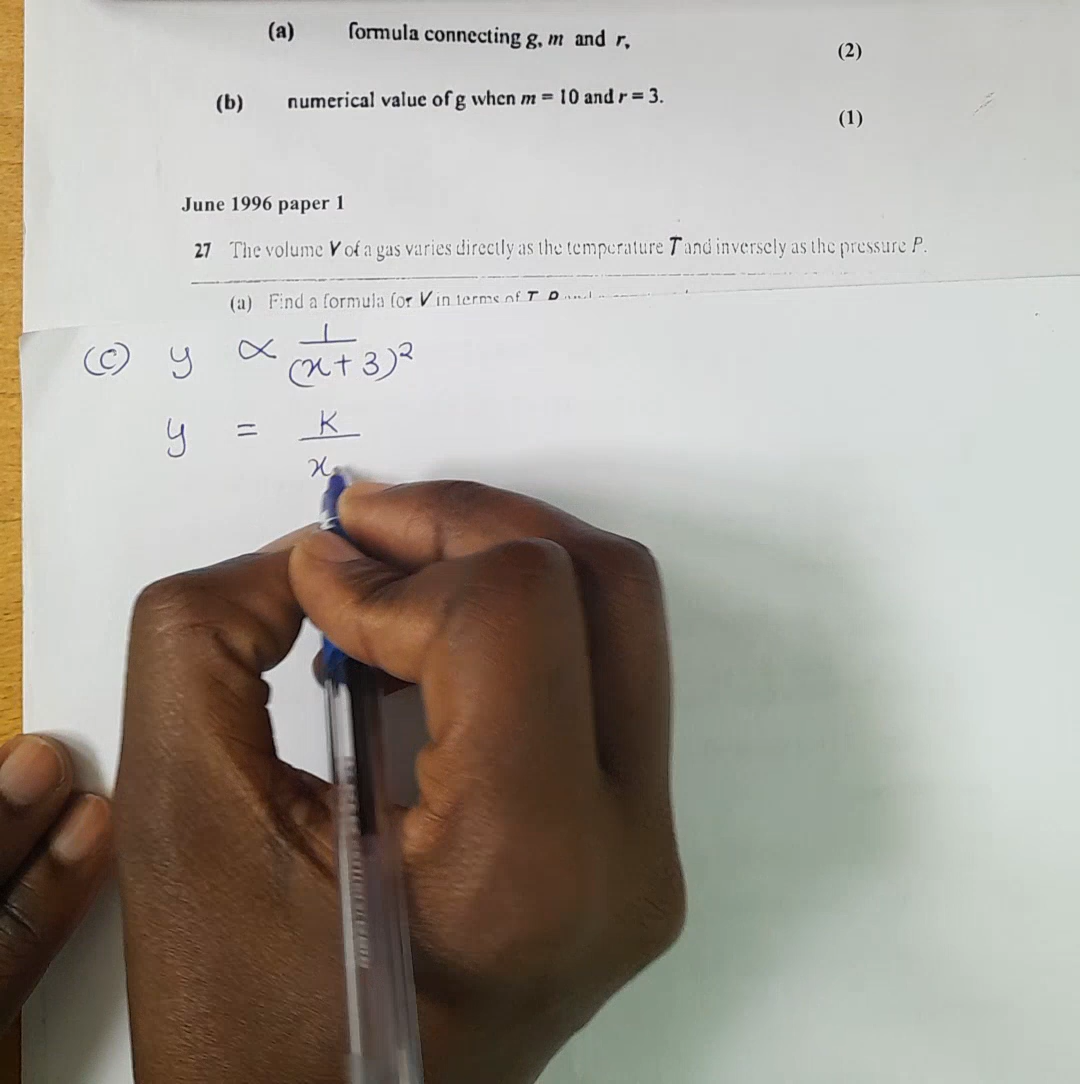 (a) formula connecting g, m and r, (2)
(b) numerical value of g when m = 10 and r = 3. (1)
June 1996 paper 1
27 The volume V of a gas varies directly as the temperature T and inversely as the pressure P.
(a) Find a formula for V in terms of T P
(c) y ∝ 1/(x+3)²
y = K/x